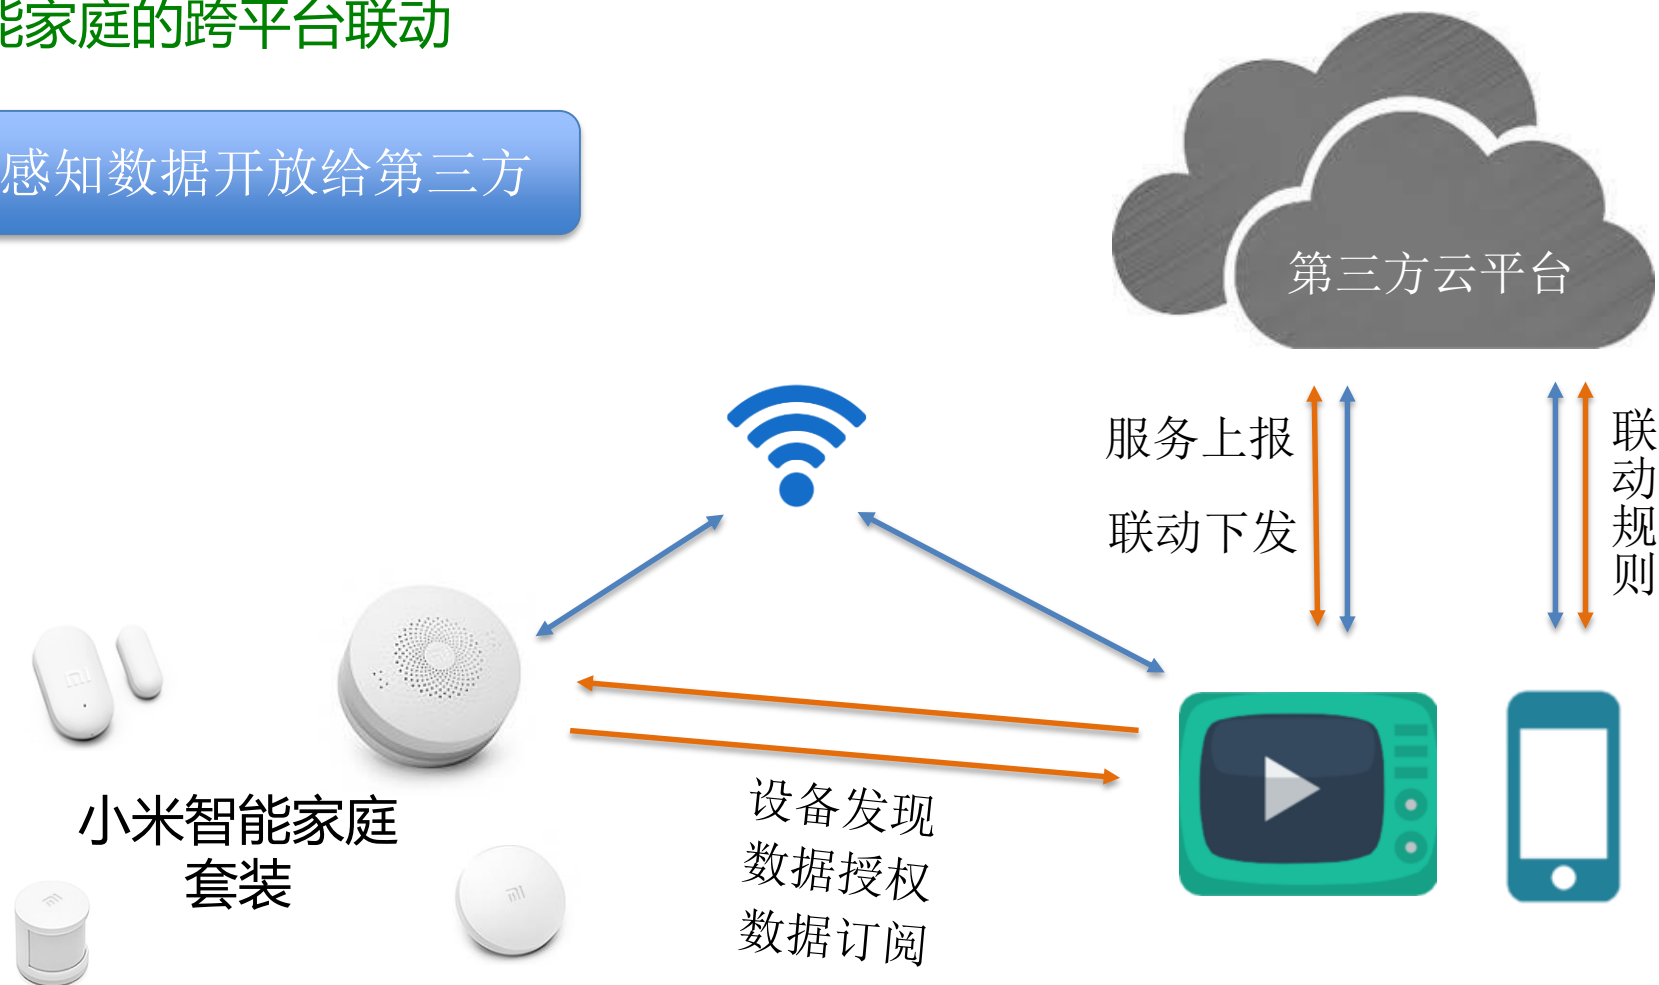 能家庭的跨平台联动
感知数据开放给第三方
第三方云平台
服务上报
联动下发
联动规则
设备发现
数据授权
数据订阅
小米智能家庭
套装